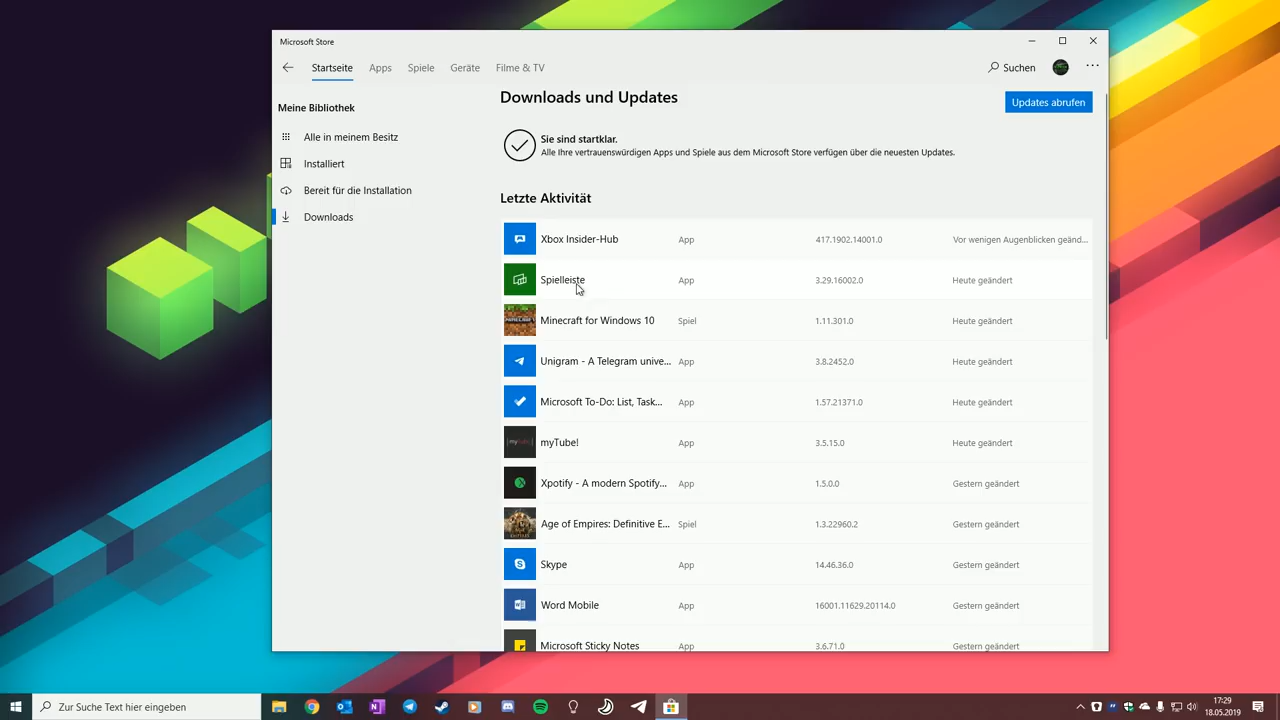 Microsoft Store
Startseite Apps Spiele Geräte Filme & TV Suchen
Meine Bibliothek
Alle in meinem Besitz
Installiert
Bereit für die Installation
Downloads
Downloads und Updates
Updates abrufen
Sie sind startklar.
Alle Ihre vertrauenswürdigen Apps und Spiele aus dem Microsoft Store verfügen über die neuesten Updates.
Letzte Aktivität
Xbox Insider-Hub App 417.1902.14001.0 Vor wenigen Augenblicken geänd...
Spielleiste App 3.29.16002.0 Heute geändert
Minecraft for Windows 10 Spiel 1.11.301.0 Heute geändert
Unigram - A Telegram unive... App 3.8.2452.0 Heute geändert
Microsoft To-Do: List, Task... App 1.57.21371.0 Heute geändert
myTube! App 3.5.15.0 Heute geändert
Xpotify - A modern Spotify... App 1.5.0.0 Gestern geändert
Age of Empires: Definitive E... Spiel 1.3.22960.2 Gestern geändert
Skype App 14.46.36.0 Gestern geändert
Word Mobile App 16001.11629.20114.0 Gestern geändert
Microsoft Sticky Notes App 3.6.71.0 Gestern geändert
Zur Suche Text hier eingeben
17:29
18.05.2019